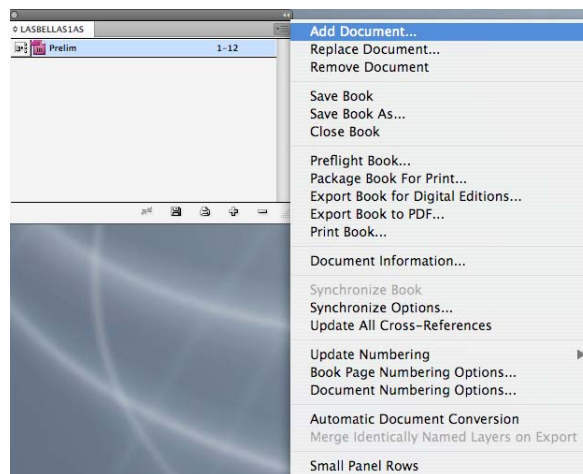 LASBELLAS1AS
Prelim 1-12
Add Document...
Replace Document...
Remove Document
Save Book
Save Book As...
Close Book
Preflight Book...
Package Book For Print...
Export Book for Digital Editions...
Export Book to PDF...
Print Book...
Document Information...
Synchronize Book
Synchronize Options...
Update All Cross-References
Update Numbering
Book Page Numbering Options...
Document Numbering Options...
Automatic Document Conversion
Merge Identically Named Layers on Export
Small Panel Rows